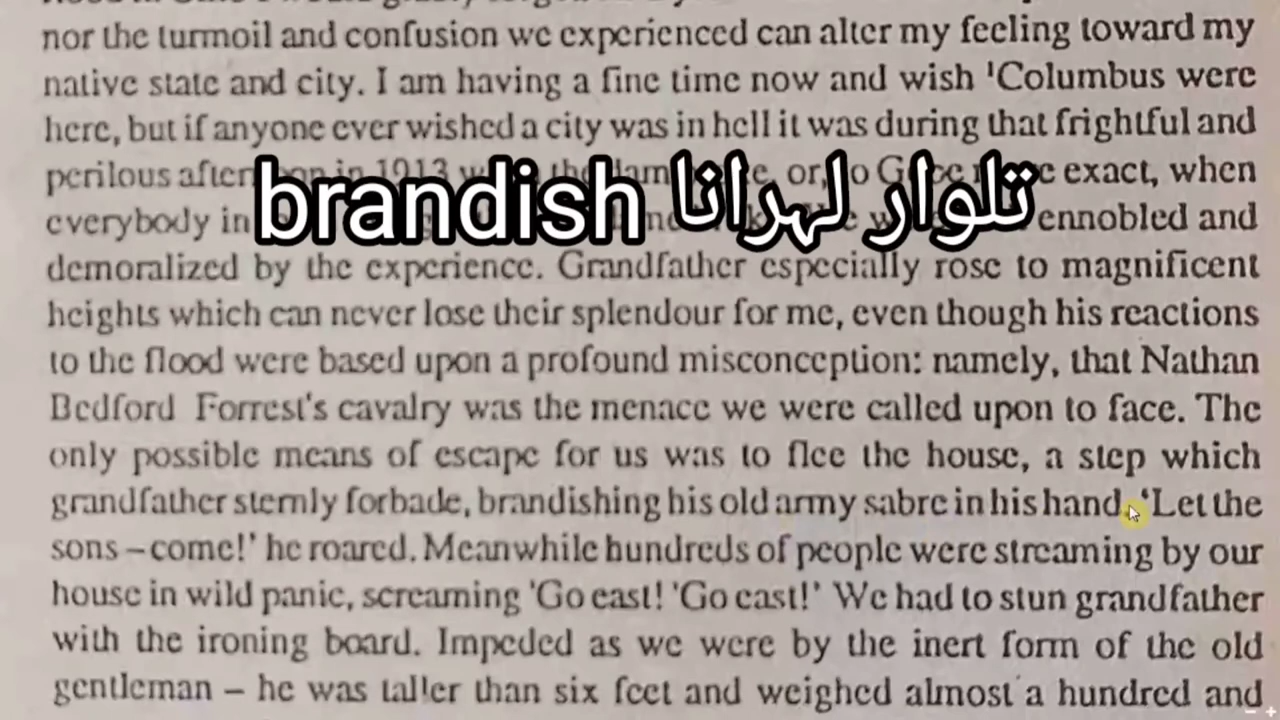 nor the turmoil and confusion we experienced can alter my feeling toward my
native state and city. I am having a fine time now and wish 'Columbus were
here, but if anyone ever wished a city was in hell it was during that frightful and
perilous in 1913 or, exact, when
brandish تلوار لہرانا
everybody in ennobled and
demoralized by the experience. Grandfather especially rose to magnificent
heights which can never lose their splendour for me, even though his reactions
to the flood were based upon a profound misconception: namely, that Nathan
Bedford Forrest's cavalry was the menace we were called upon to face. The
only possible means of escape for us was to flee the house, a step which
grandfather sternly forbade, brandishing his old army sabre in his hand. 'Let the
sons – come!' he roared. Meanwhile hundreds of people were streaming by our
house in wild panic, screaming 'Go east! 'Go east!' We had to stun grandfather
with the ironing board. Impeded as we were by the inert form of the old
gentleman – he was taller than six feet and weighed almost a hundred and